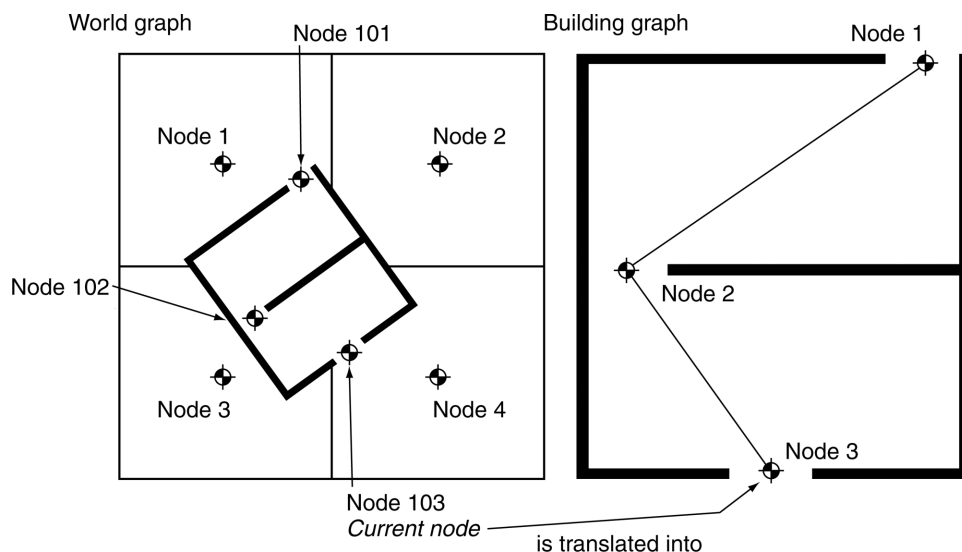 World graph
Node 101
Node 1
Node 2
Node 102
Node 3
Node 4
Node 103
Current node
Building graph
Node 1
Node 2
Node 3
is translated into